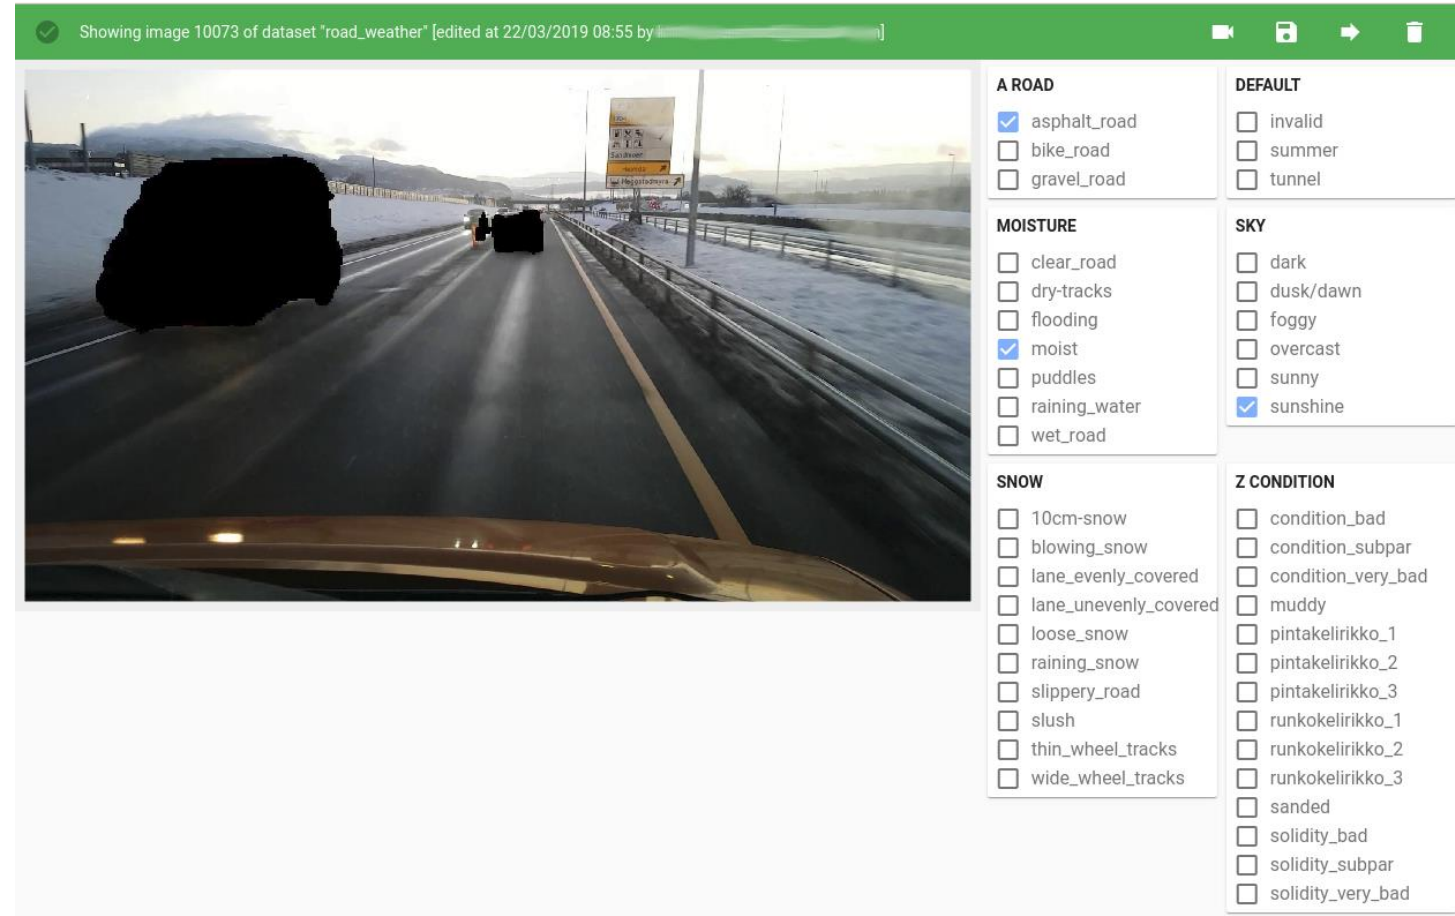 Showing image 10073 of dataset "road_weather" [edited at 22/03/2019 08:55 by
]
Sandmoen
Heimdal
Heggstadmyra
A ROAD
asphalt_road
bike_road
gravel_road
DEFAULT
invalid
summer
tunnel
MOISTURE
clear_road
dry-tracks
flooding
moist
puddles
raining_water
wet_road
SKY
dark
dusk/dawn
foggy
overcast
sunny
sunshine
SNOW
10cm-snow
blowing_snow
lane_evenly_covered
lane_unevenly_covered
loose_snow
raining_snow
slippery_road
slush
thin_wheel_tracks
wide_wheel_tracks
Z CONDITION
condition_bad
condition_subpar
condition_very_bad
muddy
pintakelirikko_1
pintakelirikko_2
pintakelirikko_3
runkokelirikko_1
runkokelirikko_2
runkokelirikko_3
sanded
solidity_bad
solidity_subpar
solidity_very_bad